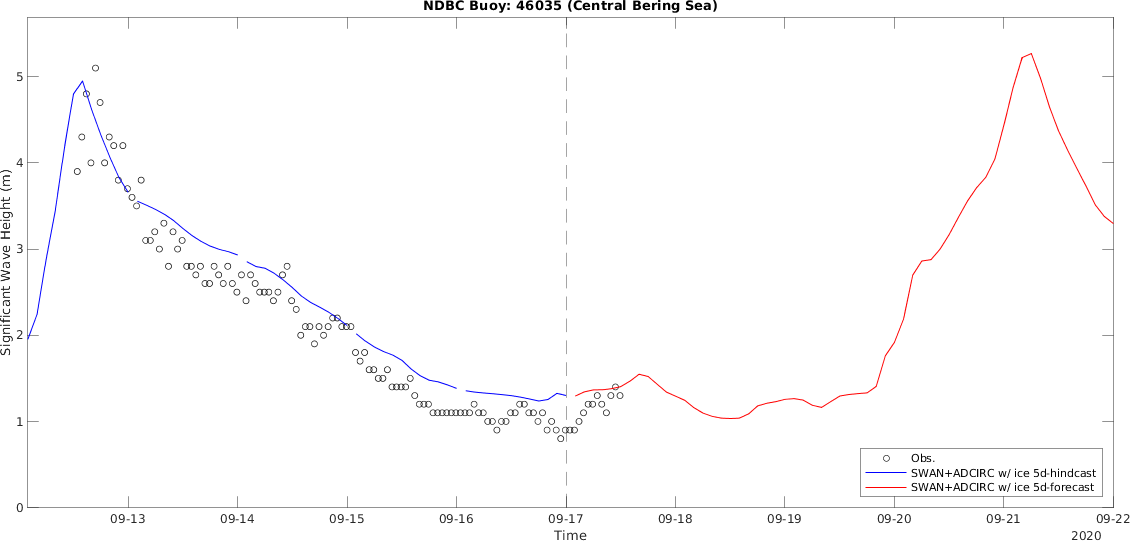 NDBC Buoy: 46035 (Central Bering Sea)
Significant Wave Height (m)
5
4
3
2
1
0
Obs.
SWAN+ADCIRC w/ ice 5d-hindcast
SWAN+ADCIRC w/ ice 5d-forecast
09-13 09-14 09-15 09-16 09-17 09-18 09-19 09-20 09-21 09-22
Time
2020